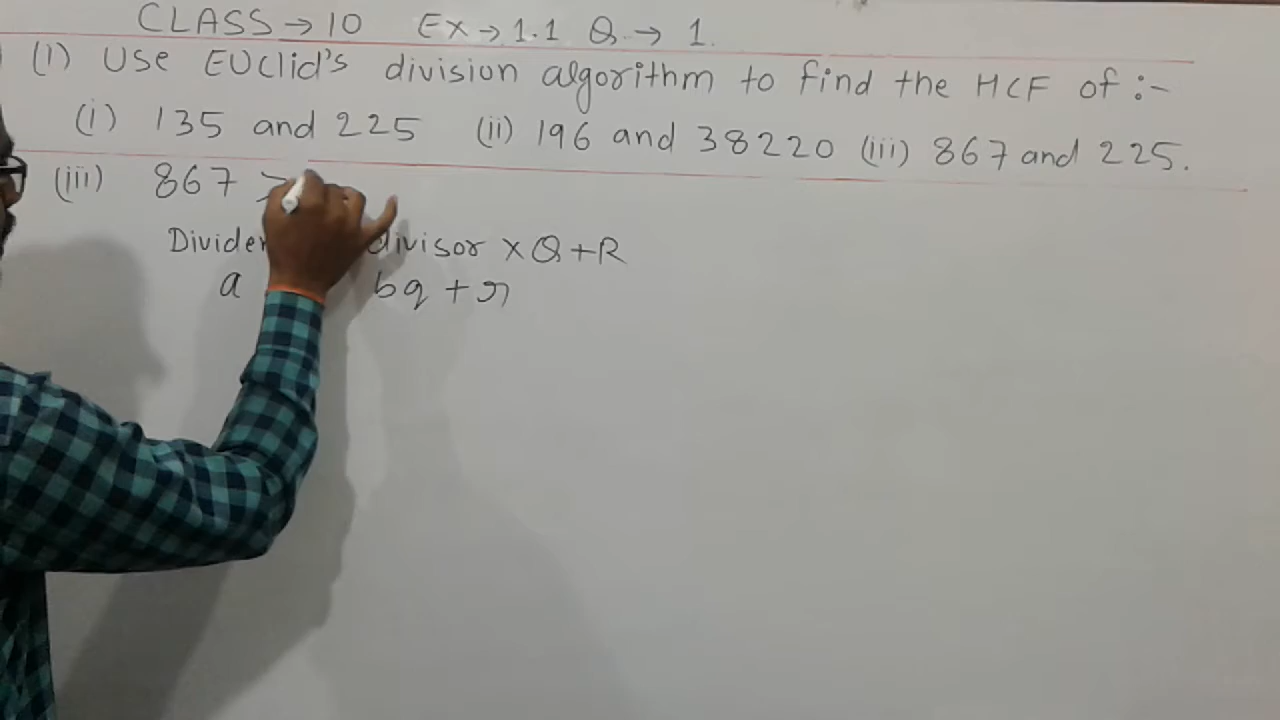 CLASS → 10 Ex → 1.1 Q. → 1.
(1) Use Euclid's division algorithm to find the HCF of :-
(i) 135 and 225 (ii) 196 and 38220 (iii) 867 and 225.
(iii) 867 >
divisor × Q + R
a bq + r